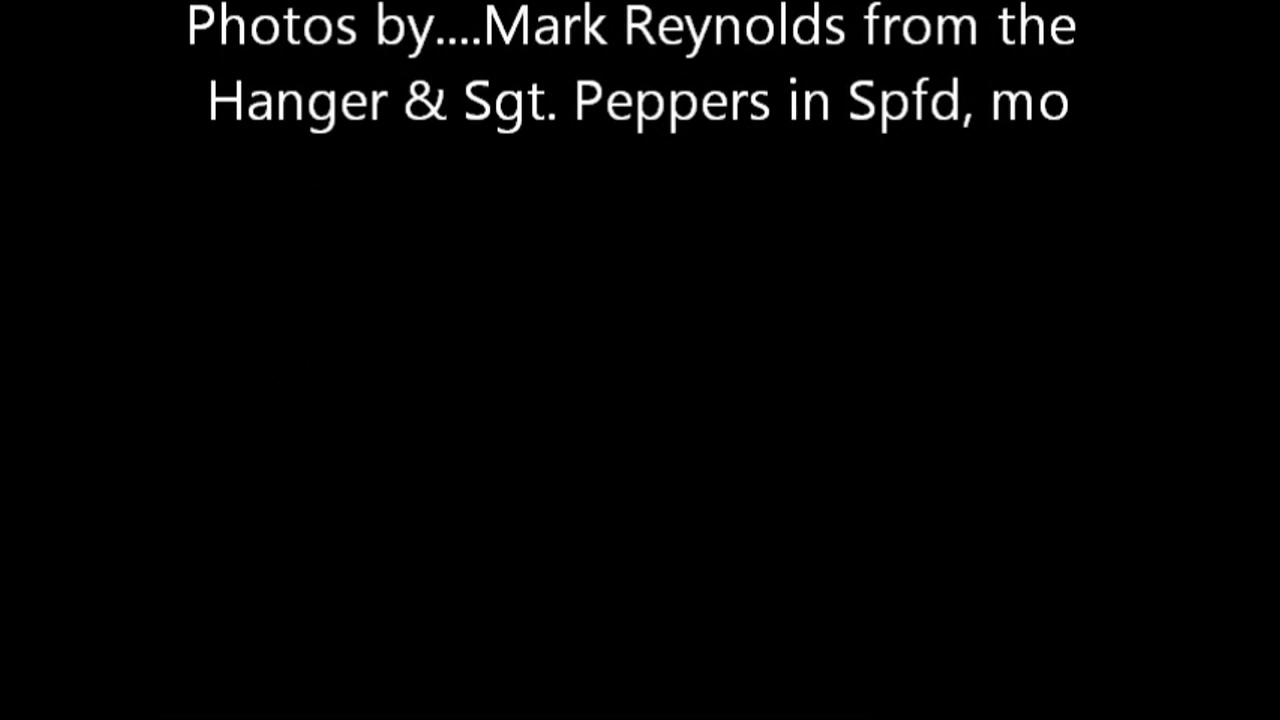 Photos by....Mark Reynolds from the
Hanger & Sgt. Peppers in Spfd, mo